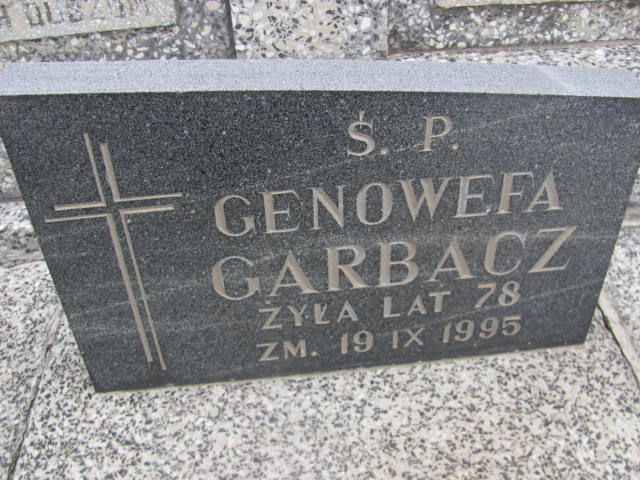 Ś. P.
GENOWEFA
GARBACZ
ŻYŁA LAT 78
ZM. 19 IX 1995